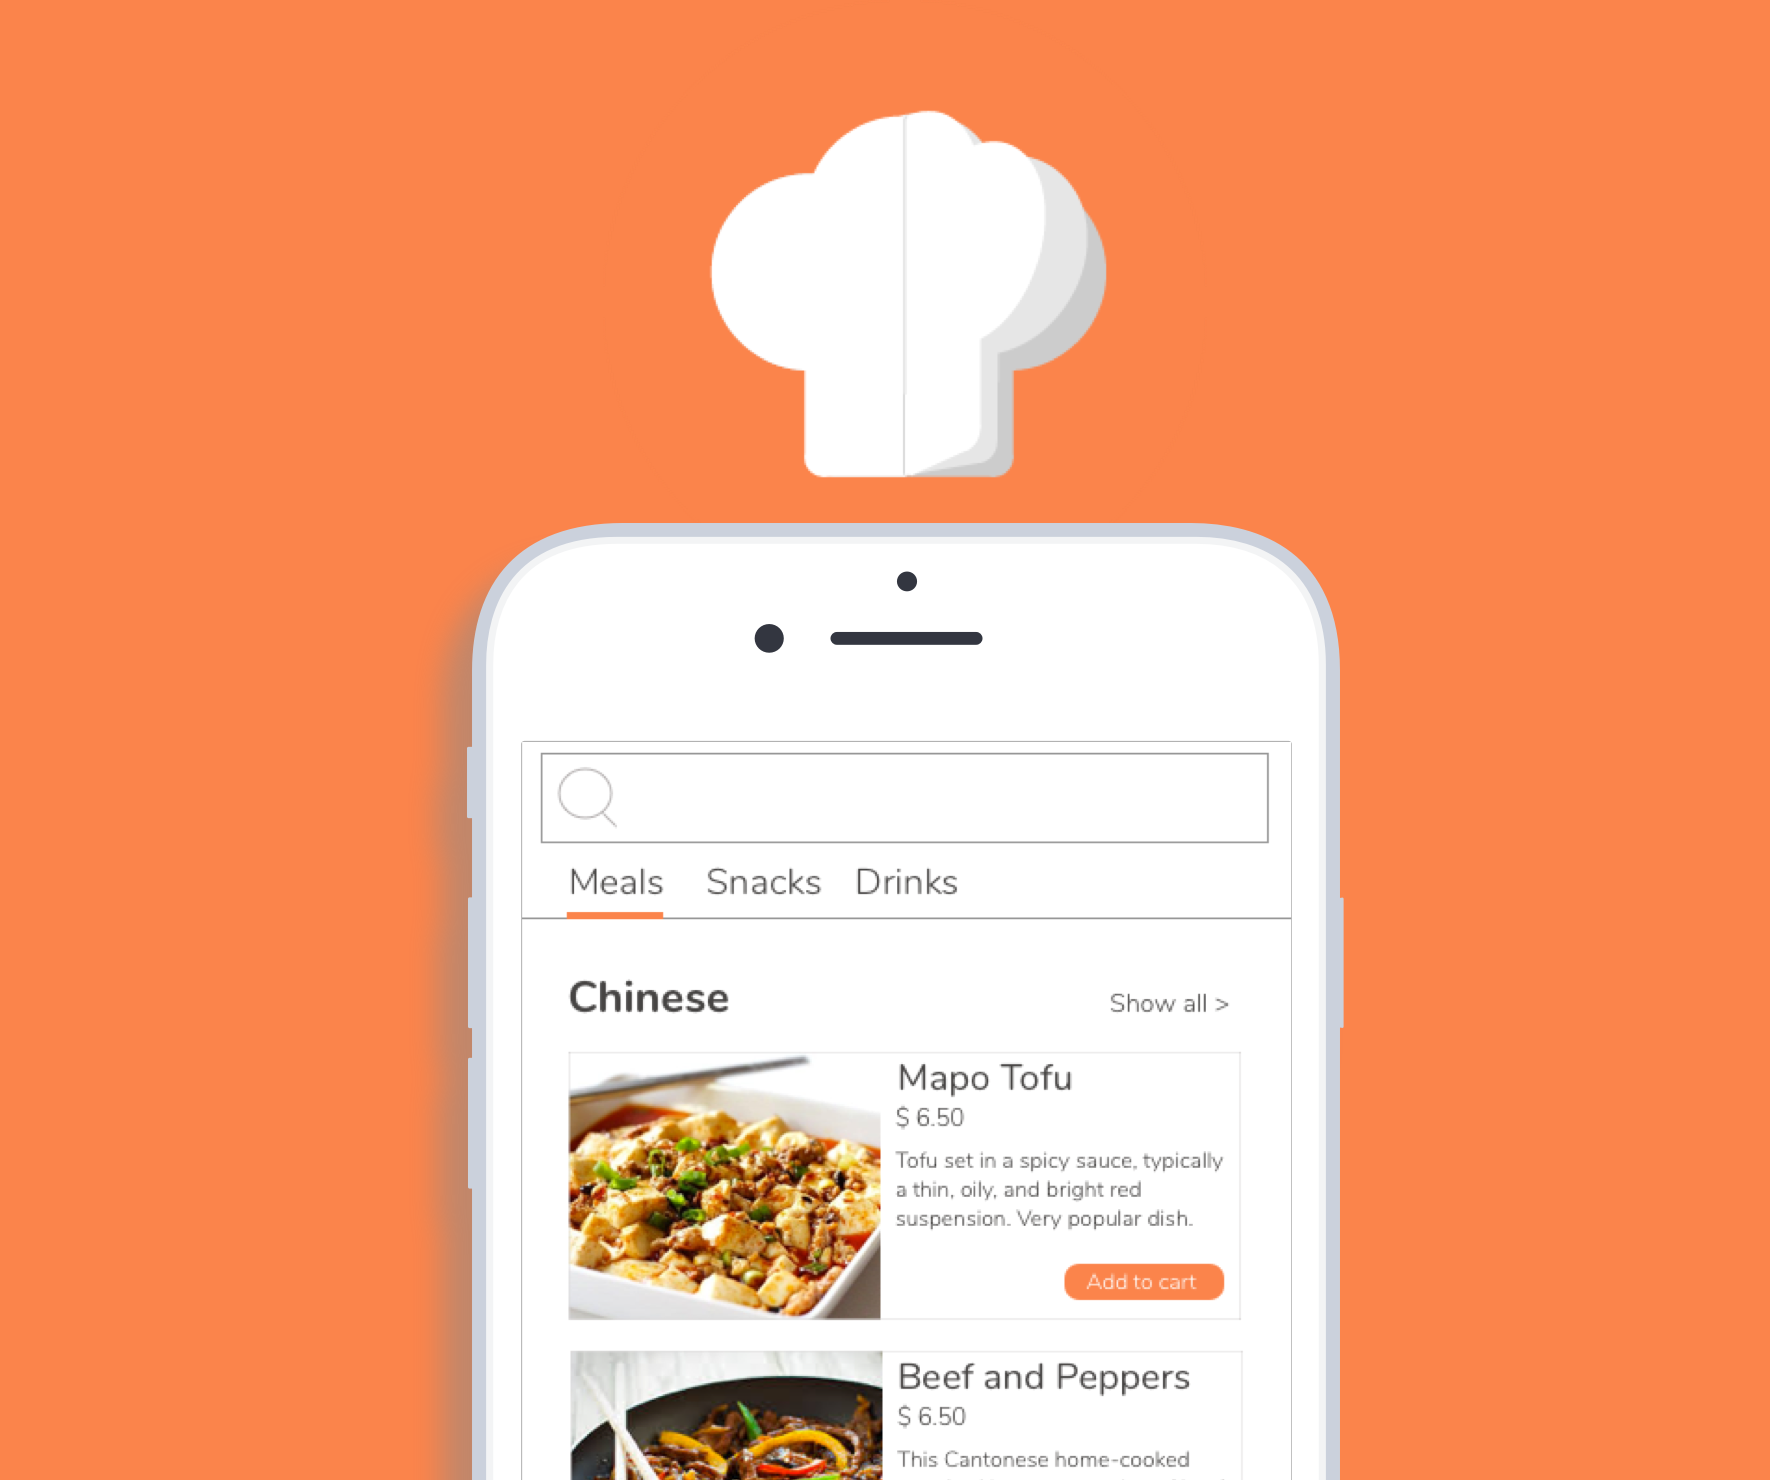 Meals Snacks Drinks
Chinese
Show all >
Mapo Tofu
$ 6.50
Tofu set in a spicy sauce, typically
a thin, oily, and bright red
suspension. Very popular dish.
Add to cart
Beef and Peppers
$ 6.50
This Cantonese home-cooked